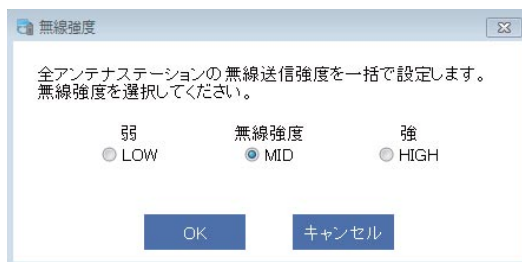 無線強度
全アンテナステーションの無線送信強度を一括で設定します。
無線強度を選択してください。
弱 無線強度 強
LOW MID HIGH
OK キャンセル